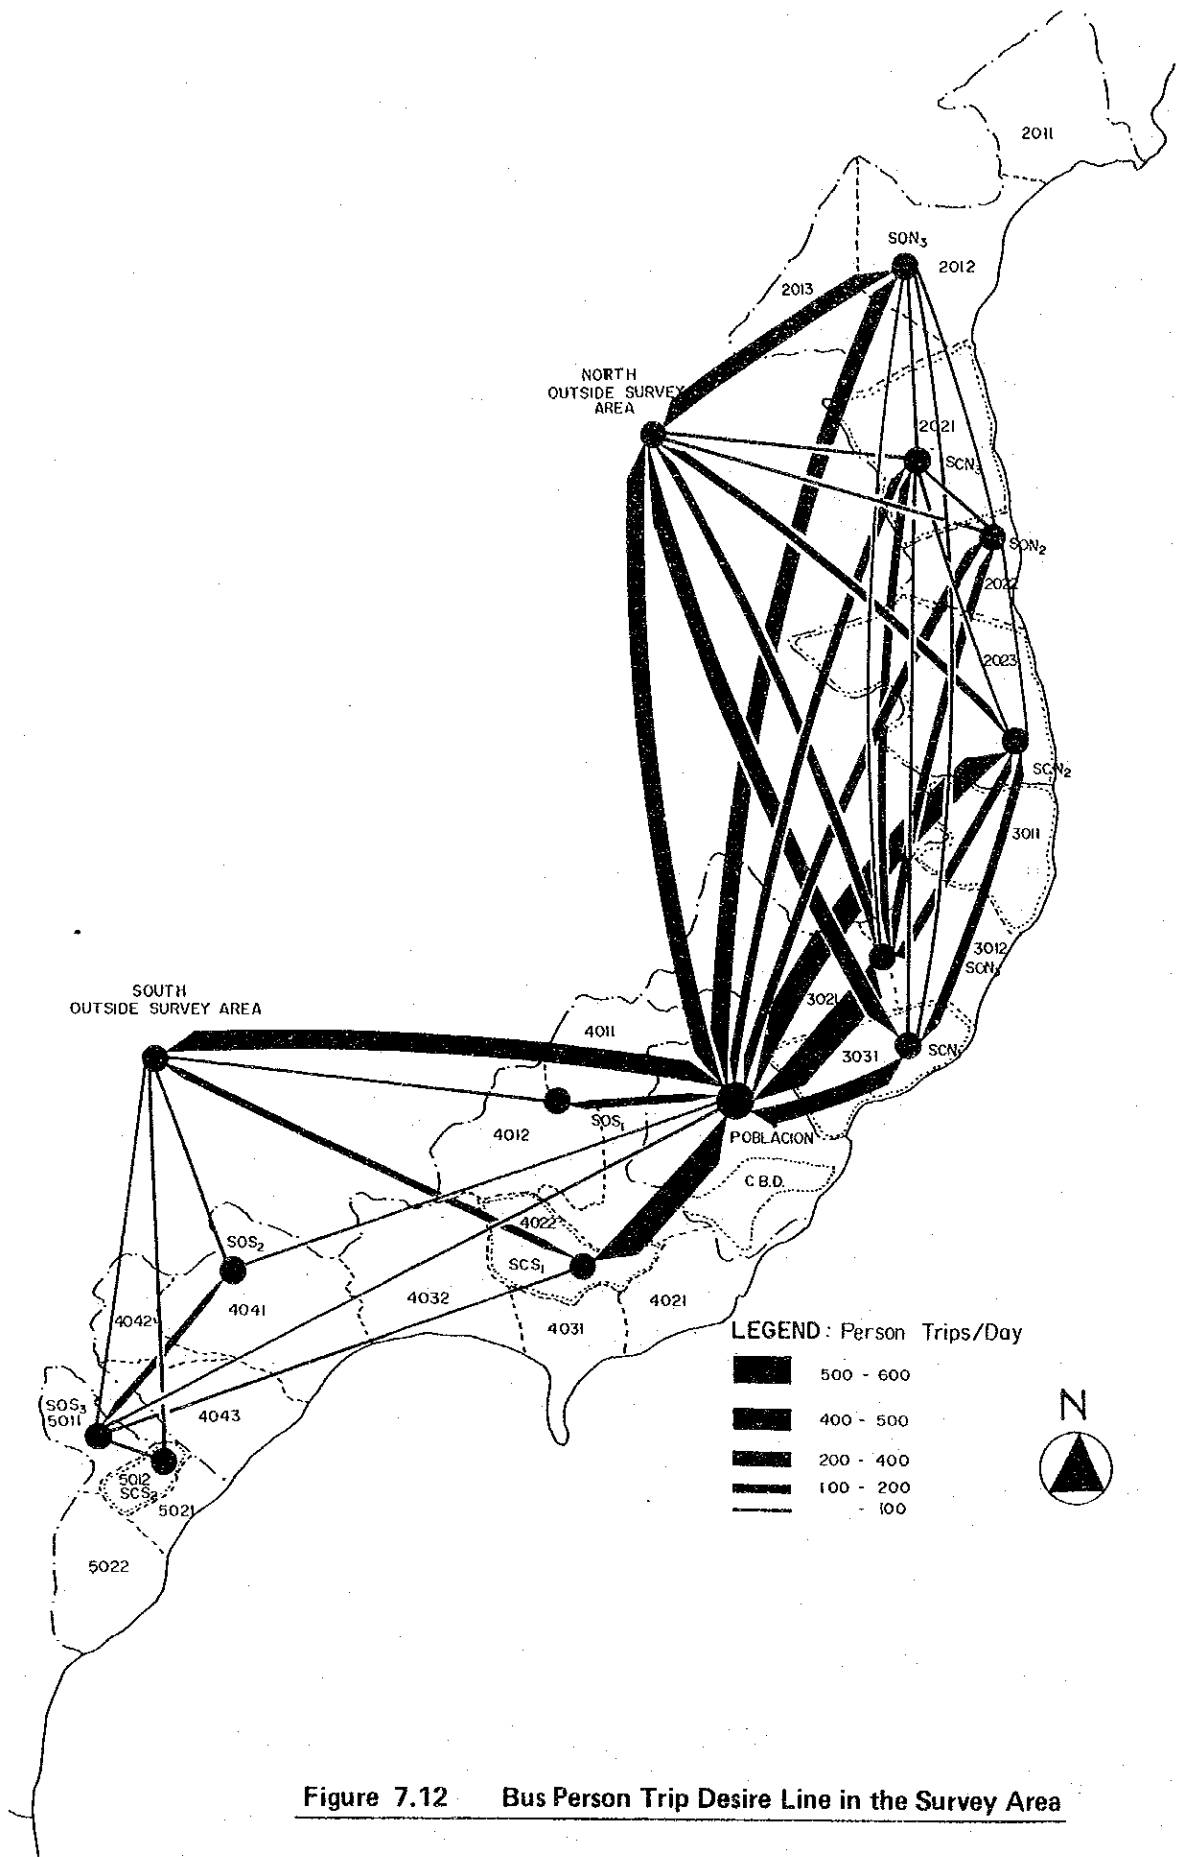 2011
SON3
2012
2013
NORTH
OUTSIDE SURVEY
AREA
2021
SCN3
SON2
2022
2023
SCN2
3011
3012
SON1
SOUTH
OUTSIDE SURVEY AREA
3021
4011
3031
SCN1
SOS1
4012
POBLACION
C.B.D.
4022
SOS2
SCS1
4032
4021
4041
4042
4031
LEGEND: Person Trips/Day
500 - 600
SOS3
5011
4043
400 - 500
N
200 - 400
5012
100 - 200
SCS2
5021
- 100
5022
Figure 7.12 Bus Person Trip Desire Line in the Survey Area